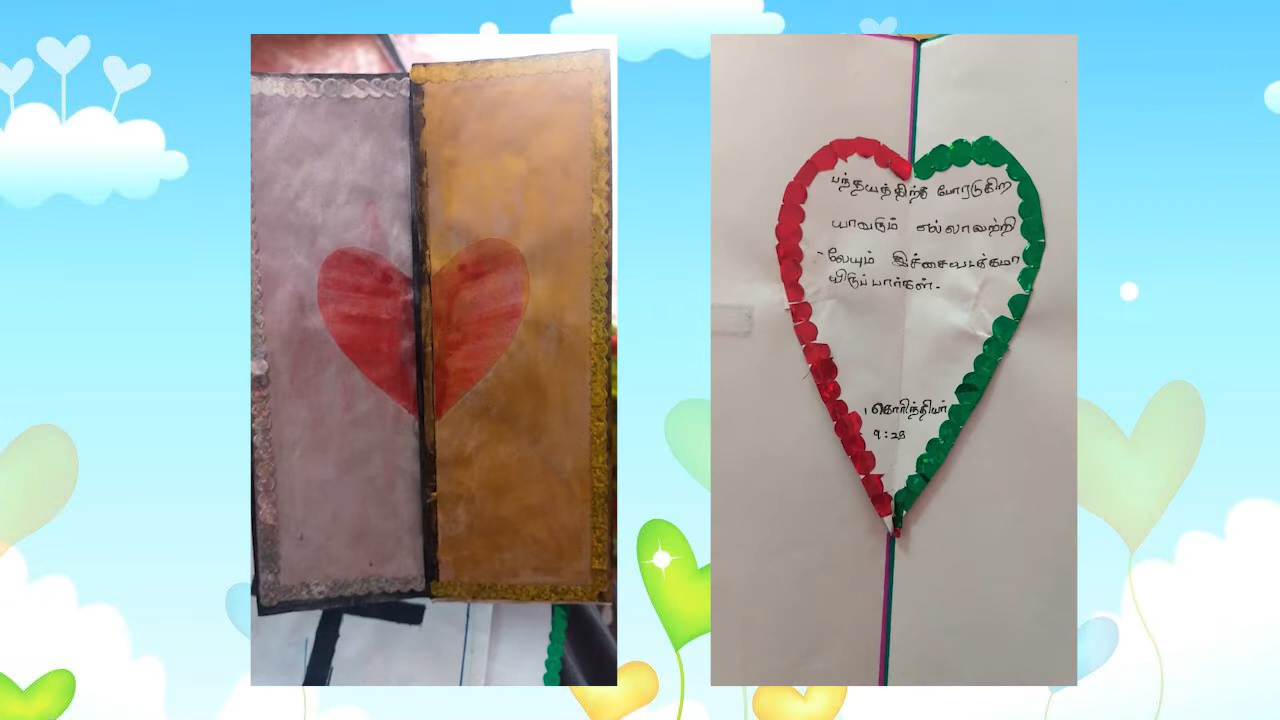 பந்தயத்திற்கு போராடுகிற
யாவரும் எல்லாவற்றி
-லேயும் இச்சையடக்கமா
யிருப்பார்கள்.
1 கொரிந்தியர்
9:25